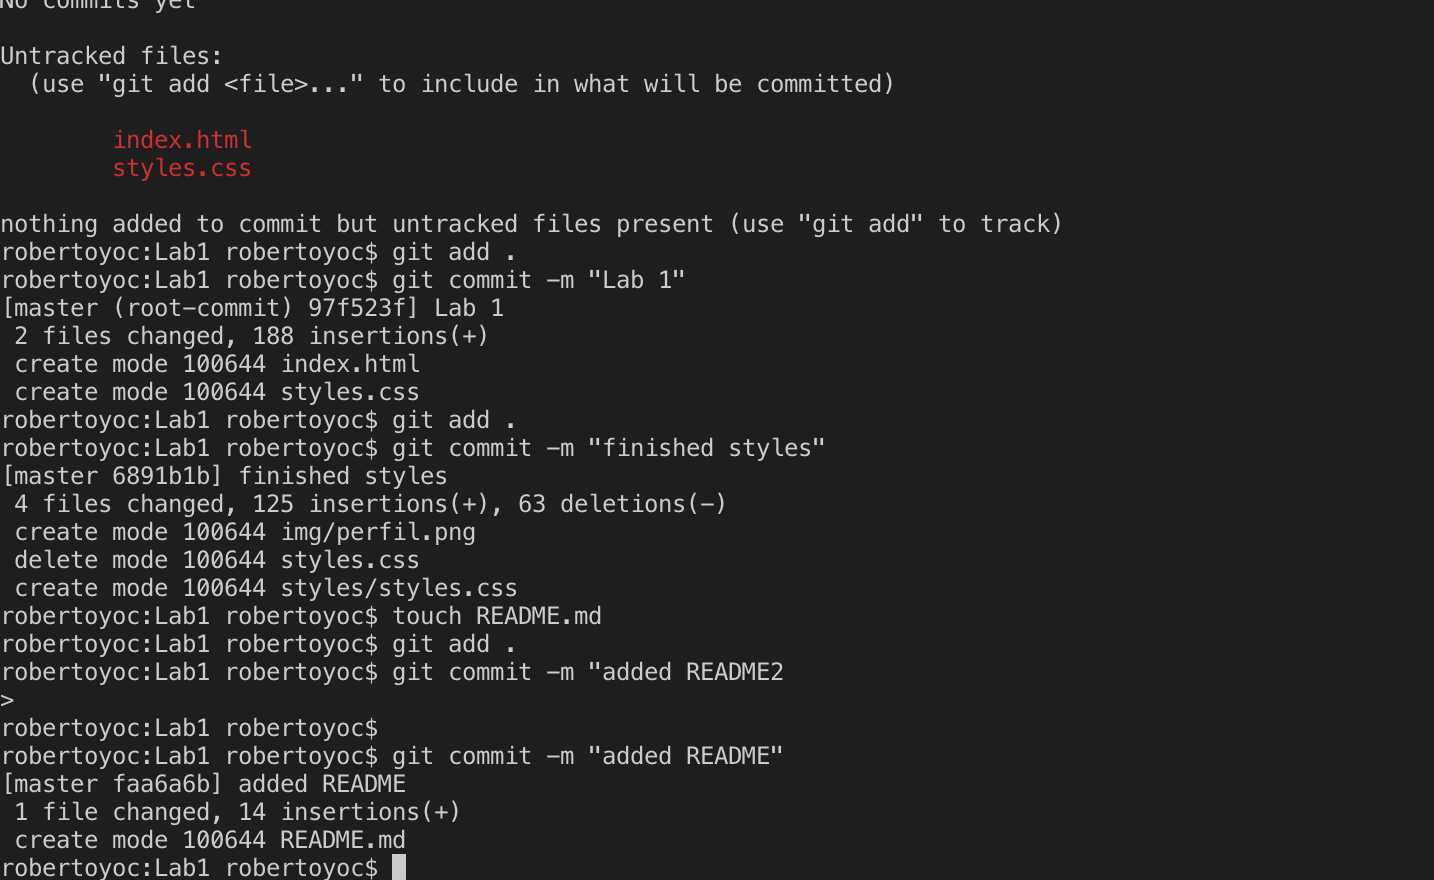 No commits yet
Untracked files:
(use "git add <file>..." to include in what will be committed)
index.html
styles.css
nothing added to commit but untracked files present (use "git add" to track)
robertoyoc:Lab1 robertoyoc$ git add .
robertoyoc:Lab1 robertoyoc$ git commit -m "Lab 1"
[master (root-commit) 97f523f] Lab 1
2 files changed, 188 insertions(+)
create mode 100644 index.html
create mode 100644 styles.css
robertoyoc:Lab1 robertoyoc$ git add .
robertoyoc:Lab1 robertoyoc$ git commit -m "finished styles"
[master 6891b1b] finished styles
4 files changed, 125 insertions(+), 63 deletions(-)
create mode 100644 img/perfil.png
delete mode 100644 styles.css
create mode 100644 styles/styles.css
robertoyoc:Lab1 robertoyoc$ touch README.md
robertoyoc:Lab1 robertoyoc$ git add .
robertoyoc:Lab1 robertoyoc$ git commit -m "added README2
>
robertoyoc:Lab1 robertoyoc$
robertoyoc:Lab1 robertoyoc$ git commit -m "added README"
[master faa6a6b] added README
1 file changed, 14 insertions(+)
create mode 100644 README.md
robertoyoc:Lab1 robertoyoc$